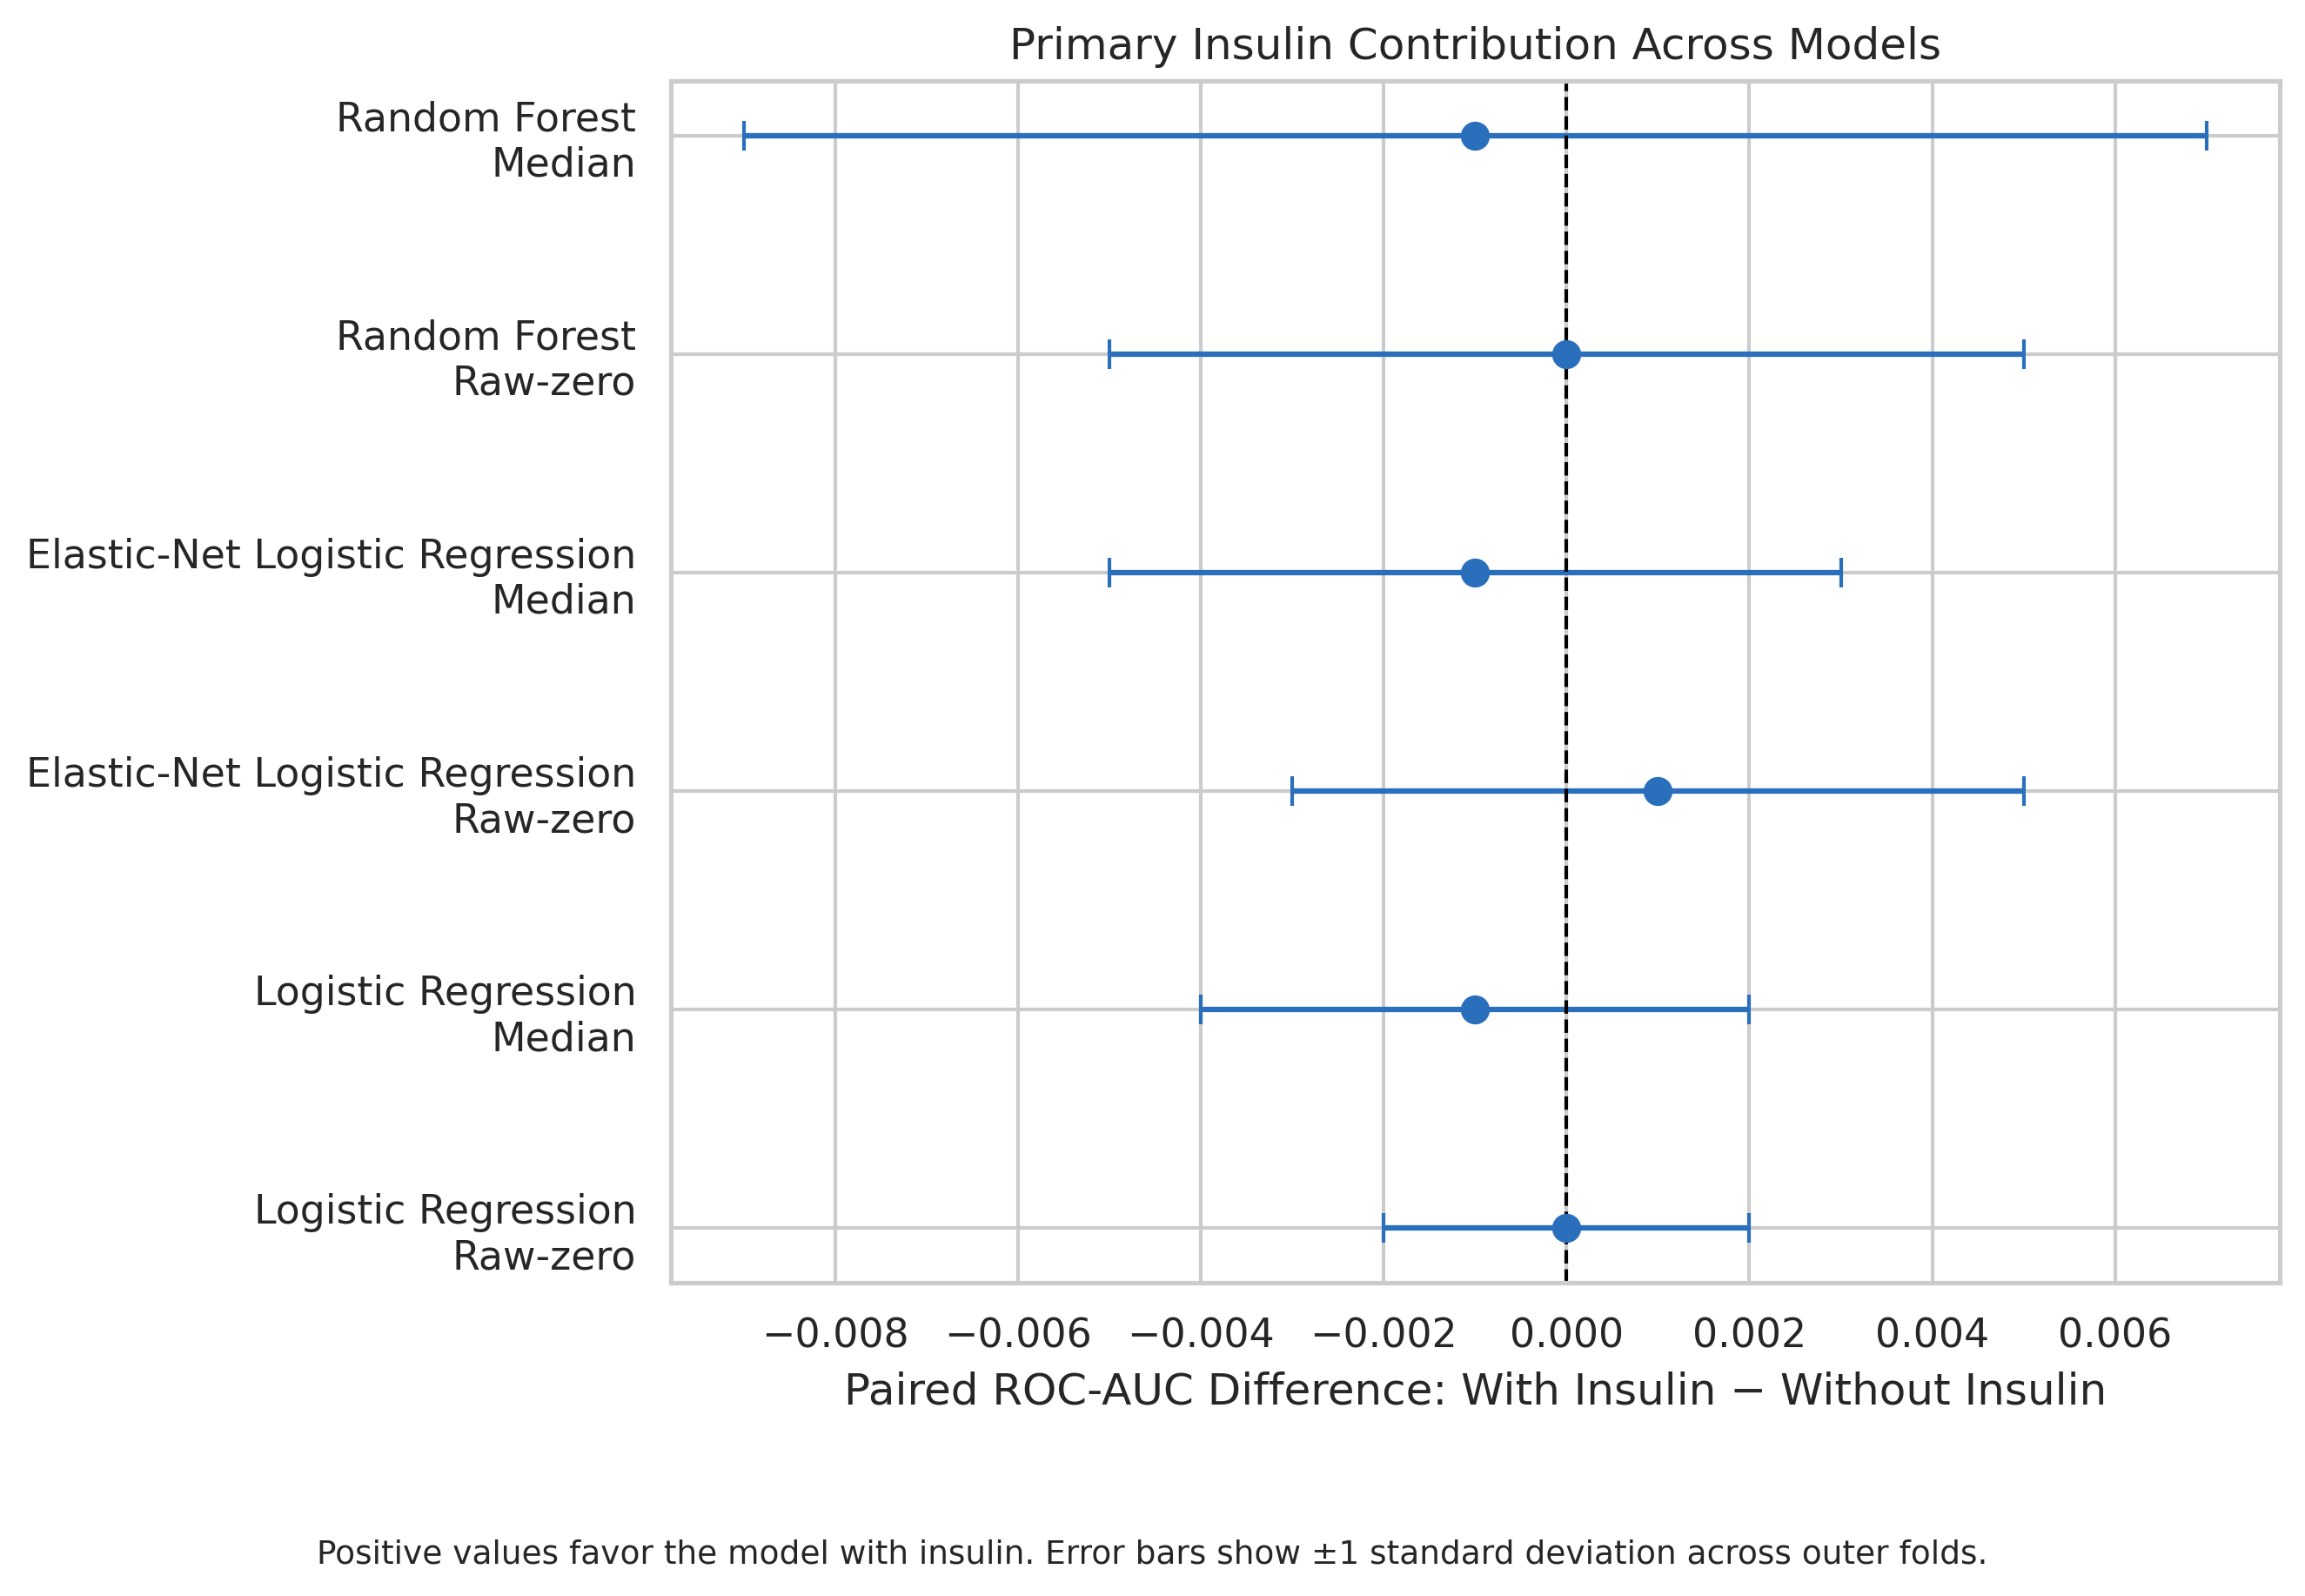 Primary Insulin Contribution Across Models
Random Forest
Median
Random Forest
Raw-zero
Elastic-Net Logistic Regression
Median
Elastic-Net Logistic Regression
Raw-zero
Logistic Regression
Median
Logistic Regression
Raw-zero
−0.008 −0.006 −0.004 −0.002 0.000 0.002 0.004 0.006
Paired ROC-AUC Difference: With Insulin − Without Insulin
Positive values favor the model with insulin. Error bars show ±1 standard deviation across outer folds.